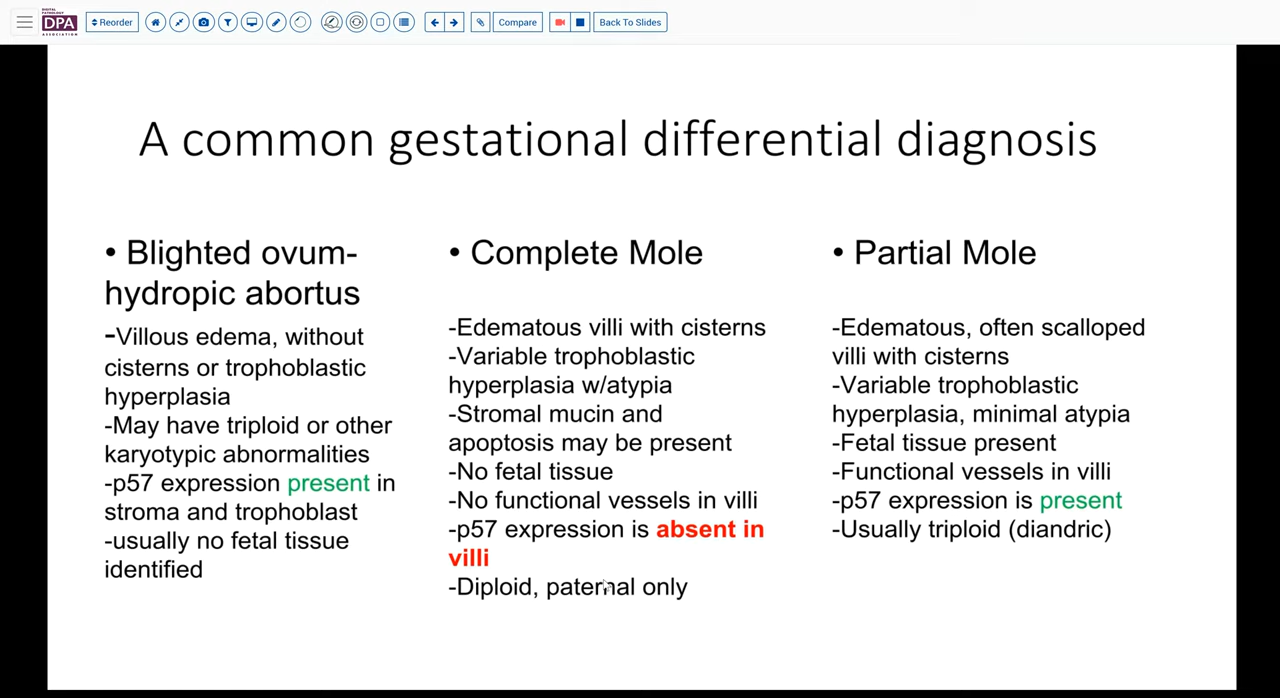 DIGITAL PATHOLOGY
DPA
ASSOCIATION
Reorder
Compare
Back To Slides
A common gestational differential diagnosis
• Blighted ovum-
hydropic abortus
-Villous edema, without
cisterns or trophoblastic
hyperplasia
-May have triploid or other
karyotypic abnormalities
-p57 expression present in
stroma and trophoblast
-usually no fetal tissue
identified
• Complete Mole
-Edematous villi with cisterns
-Variable trophoblastic
hyperplasia w/atypia
-Stromal mucin and
apoptosis may be present
-No fetal tissue
-No functional vessels in villi
-p57 expression is absent in
villi
-Diploid, paternal only
• Partial Mole
-Edematous, often scalloped
villi with cisterns
-Variable trophoblastic
hyperplasia, minimal atypia
-Fetal tissue present
-Functional vessels in villi
-p57 expression is present
-Usually triploid (diandric)